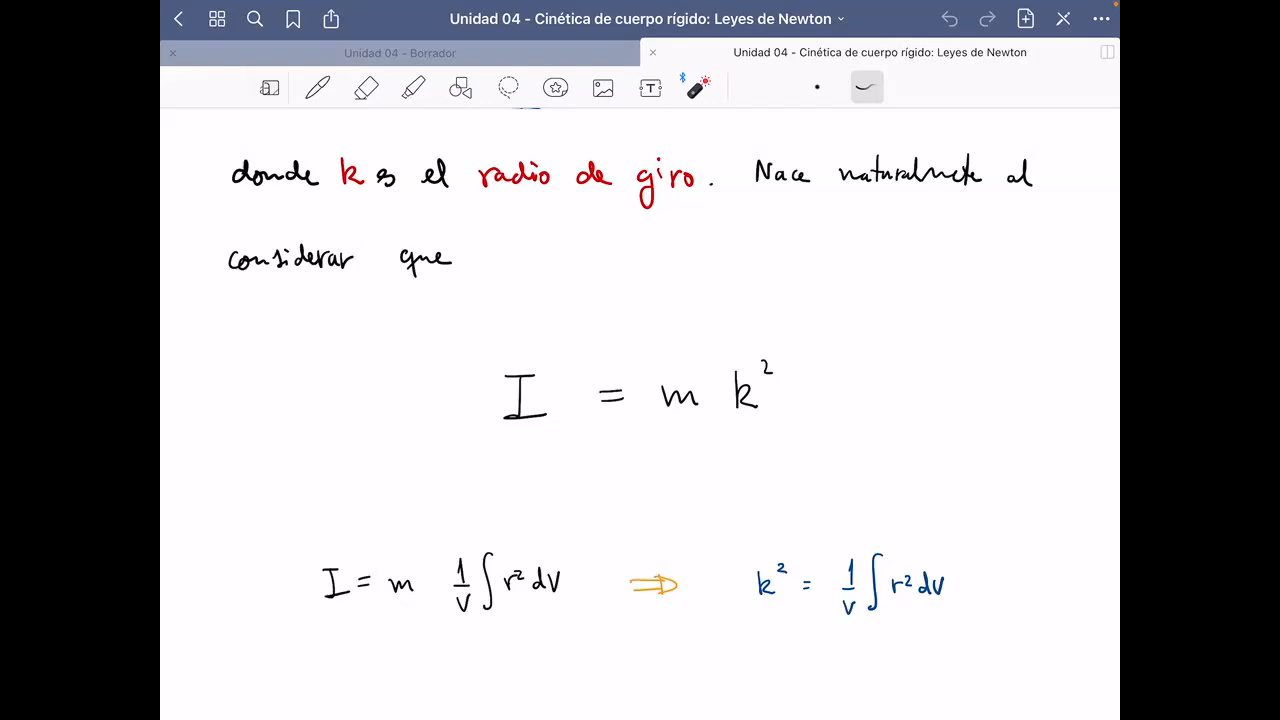 Unidad 04 - Cinética de cuerpo rígido: Leyes de Newton
Unidad 04 - Borrador
Unidad 04 - Cinética de cuerpo rígido: Leyes de Newton
donde k es el radio de giro. Nace naturalmente al
considerar que
I = m k²
I = m 1/V ∫ r² dV ⇒ k² = 1/V ∫ r² dV